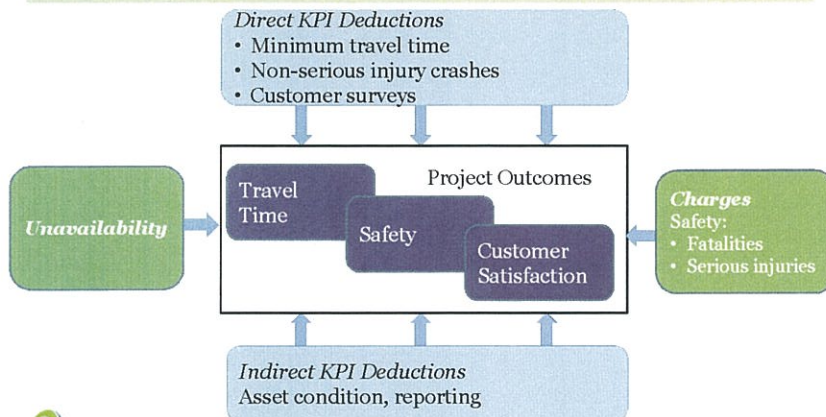 Direct KPI Deductions
• Minimum travel time
• Non-serious injury crashes
• Customer surveys
Project Outcomes
Travel
Time
Safety
Customer
Satisfaction
Unavailability
Charges
Safety:
• Fatalities
• Serious injuries
Indirect KPI Deductions
Asset condition, reporting